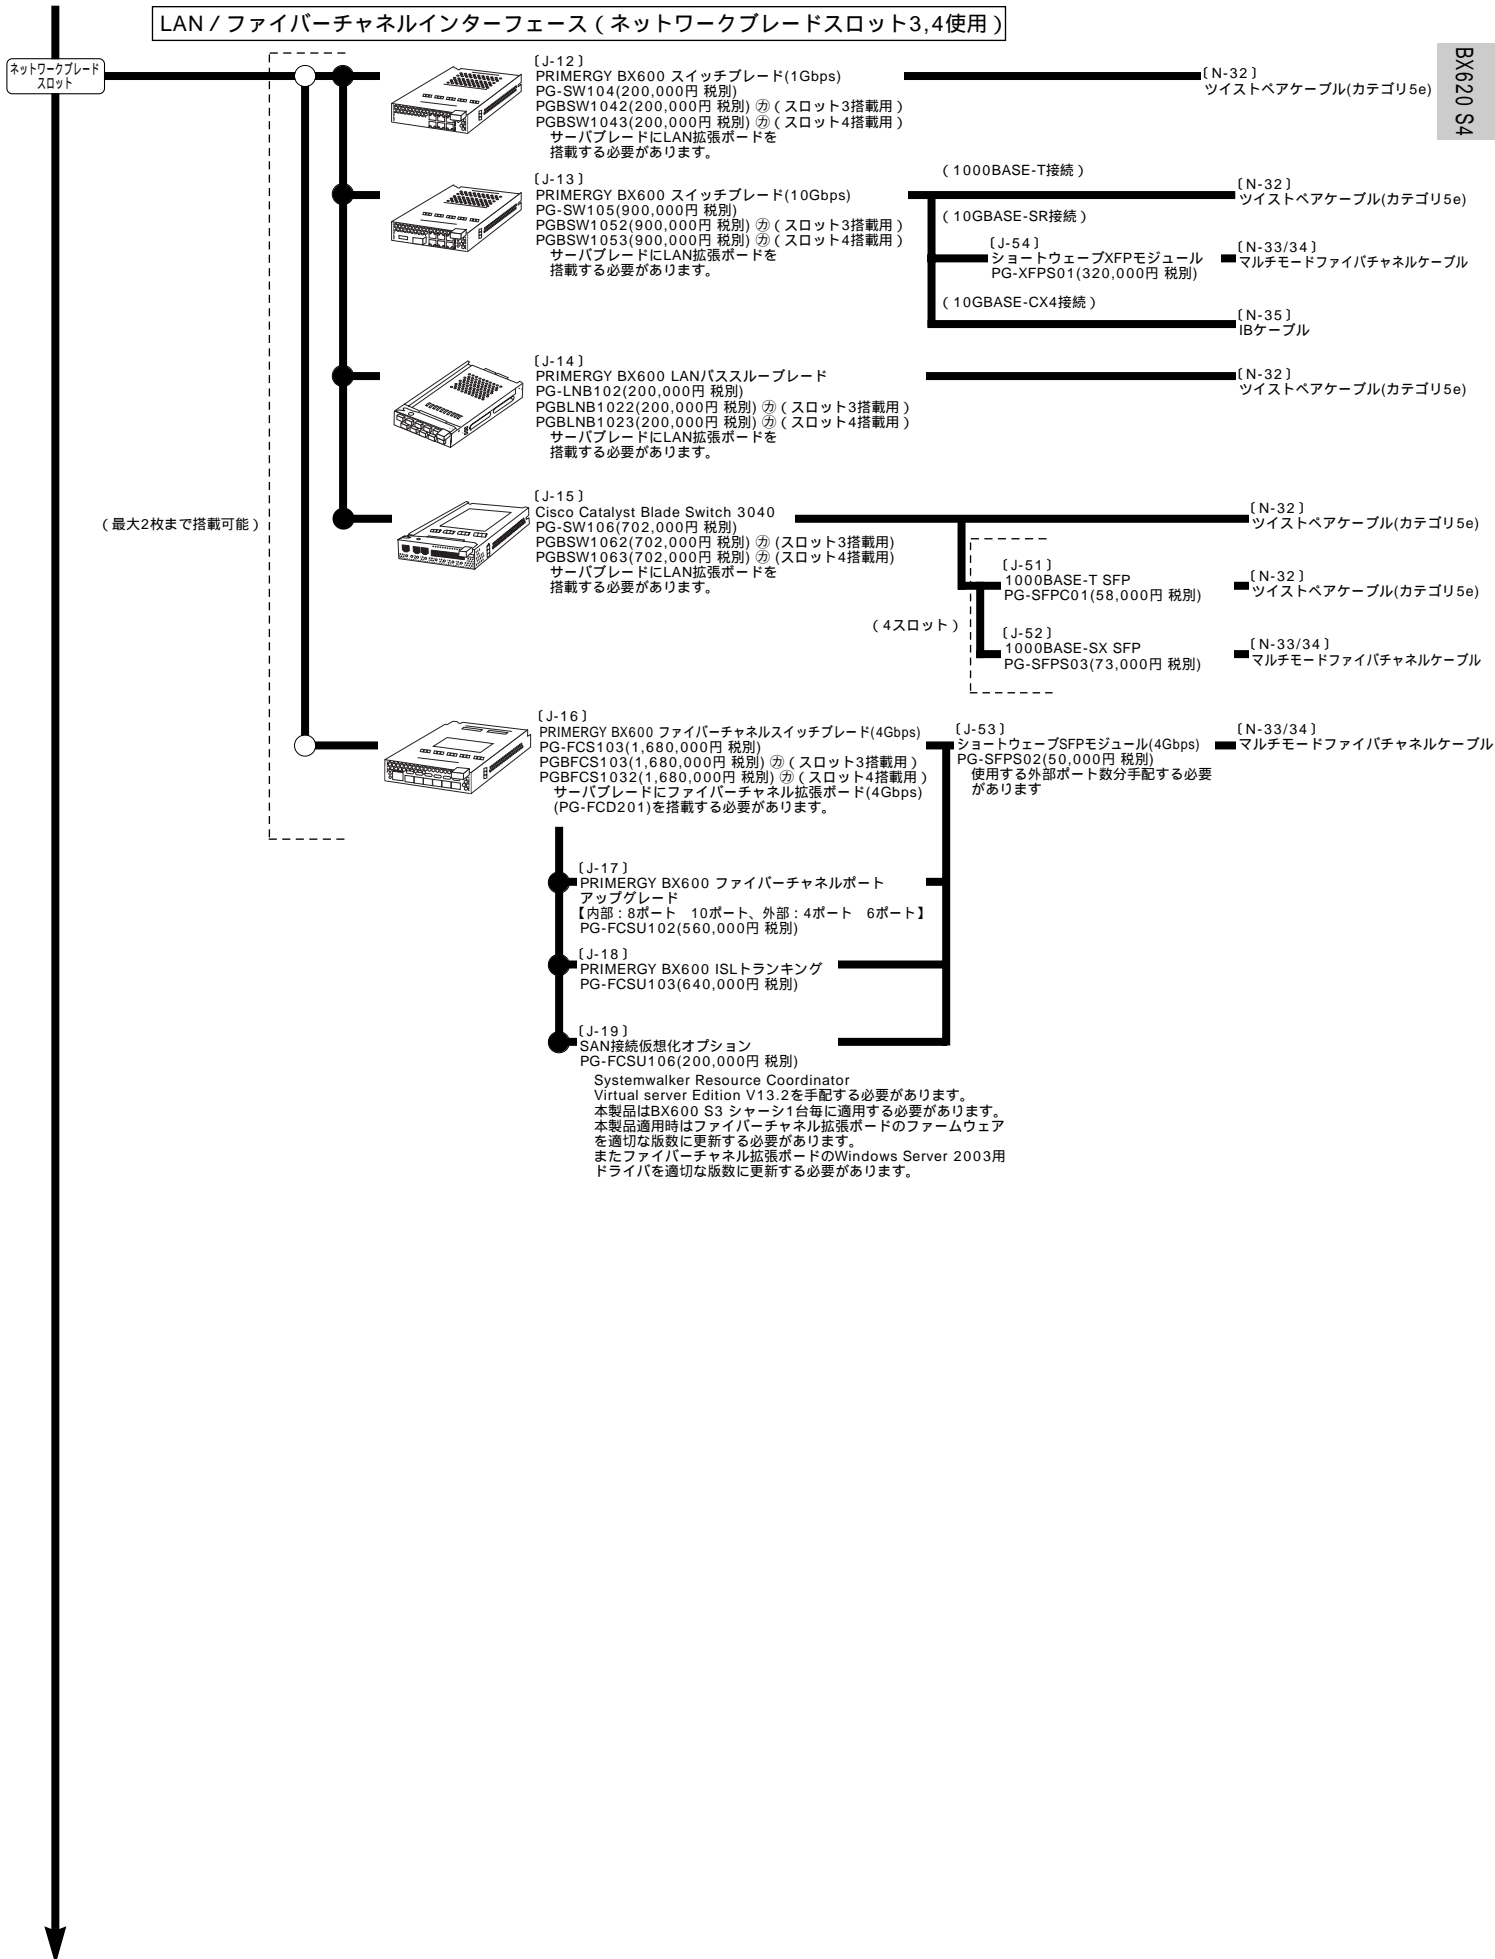 LAN / ファイバーチャネルインターフェース ( ネットワークブレードスロット3,4使用 )
ネットワークブレード
スロット
BX620 S4
〔J-12〕
PRIMERGY BX600 スイッチブレード(1Gbps)
PG-SW104(200,000円 税別)
PGBSW1042(200,000円 税別) ㋕ ( スロット3搭載用 )
PGBSW1043(200,000円 税別) ㋕ ( スロット4搭載用 )
サーバブレードにLAN拡張ボードを
搭載する必要があります。
〔N-32〕
ツイストペアケーブル(カテゴリ5e)
〔J-13〕
PRIMERGY BX600 スイッチブレード(10Gbps)
PG-SW105(900,000円 税別)
PGBSW1052(900,000円 税別) ㋕ ( スロット3搭載用 )
PGBSW1053(900,000円 税別) ㋕ ( スロット4搭載用 )
サーバブレードにLAN拡張ボードを
搭載する必要があります。
( 1000BASE-T接続 )
〔N-32〕
ツイストペアケーブル(カテゴリ5e)
( 10GBASE-SR接続 )
〔J-54〕
ショートウェーブXFPモジュール
PG-XFPS01(320,000円 税別)
〔N-33/34〕
マルチモードファイバチャネルケーブル
( 10GBASE-CX4接続 )
〔N-35〕
IBケーブル
〔J-14〕
PRIMERGY BX600 LANパススルーブレード
PG-LNB102(200,000円 税別)
PGBLNB1022(200,000円 税別) ㋕ ( スロット3搭載用 )
PGBLNB1023(200,000円 税別) ㋕ ( スロット4搭載用 )
サーバブレードにLAN拡張ボードを
搭載する必要があります。
〔N-32〕
ツイストペアケーブル(カテゴリ5e)
( 最大2枚まで搭載可能 )
〔J-15〕
Cisco Catalyst Blade Switch 3040
PG-SW106(702,000円 税別)
PGBSW1062(702,000円 税別) ㋕ (スロット3搭載用)
PGBSW1063(702,000円 税別) ㋕ (スロット4搭載用)
サーバブレードにLAN拡張ボードを
搭載する必要があります。
〔N-32〕
ツイストペアケーブル(カテゴリ5e)
( 4スロット )
〔J-51〕
1000BASE-T SFP
PG-SFPC01(58,000円 税別)
〔N-32〕
ツイストペアケーブル(カテゴリ5e)
〔J-52〕
1000BASE-SX SFP
PG-SFPS03(73,000円 税別)
〔N-33/34〕
マルチモードファイバチャネルケーブル
〔J-16〕
PRIMERGY BX600 ファイバーチャネルスイッチブレード(4Gbps)
PG-FCS103(1,680,000円 税別)
PGBFCS103(1,680,000円 税別) ㋕ ( スロット3搭載用 )
PGBFCS1032(1,680,000円 税別) ㋕ ( スロット4搭載用 )
サーバブレードにファイバーチャネル拡張ボード(4Gbps)
(PG-FCD201)を搭載する必要があります。
〔J-53〕
ショートウェーブSFPモジュール(4Gbps)
PG-SFPS02(50,000円 税別)
使用する外部ポート数分手配する必要
があります
〔N-33/34〕
マルチモードファイバチャネルケーブル
〔J-17〕
PRIMERGY BX600 ファイバーチャネルポート
アップグレード
【内部 : 8ポート 10ポート、外部 : 4ポート 6ポート】
PG-FCSU102(560,000円 税別)
〔J-18〕
PRIMERGY BX600 ISLトランキング
PG-FCSU103(640,000円 税別)
〔J-19〕
SAN接続仮想化オプション
PG-FCSU106(200,000円 税別)
Systemwalker Resource Coordinator
Virtual server Edition V13.2を手配する必要があります。
本製品はBX600 S3 シャーシ1台毎に適用する必要があります。
本製品適用時はファイバーチャネル拡張ボードのファームウェア
を適切な版数に更新する必要があります。
またファイバーチャネル拡張ボードのWindows Server 2003用
ドライバを適切な版数に更新する必要があります。